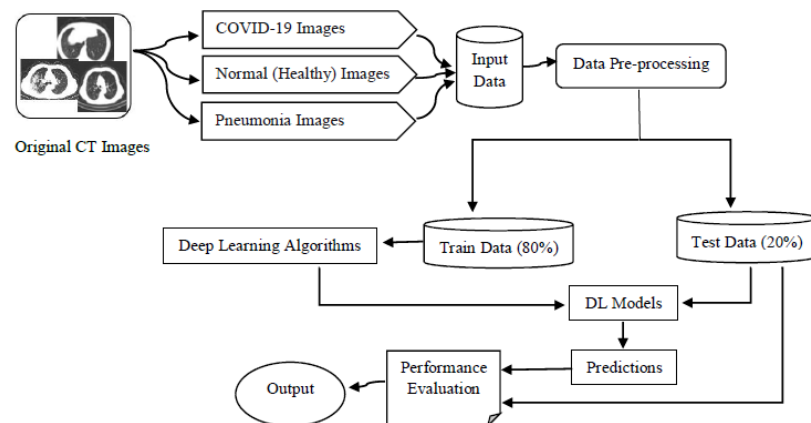 COVID-19 Images
Normal (Healthy) Images
Pneumonia Images
Original CT Images
Input
Data
Data Pre-processing
Deep Learning Algorithms
Train Data (80%)
Test Data (20%)
DL Models
Predictions
Performance
Evaluation
Output